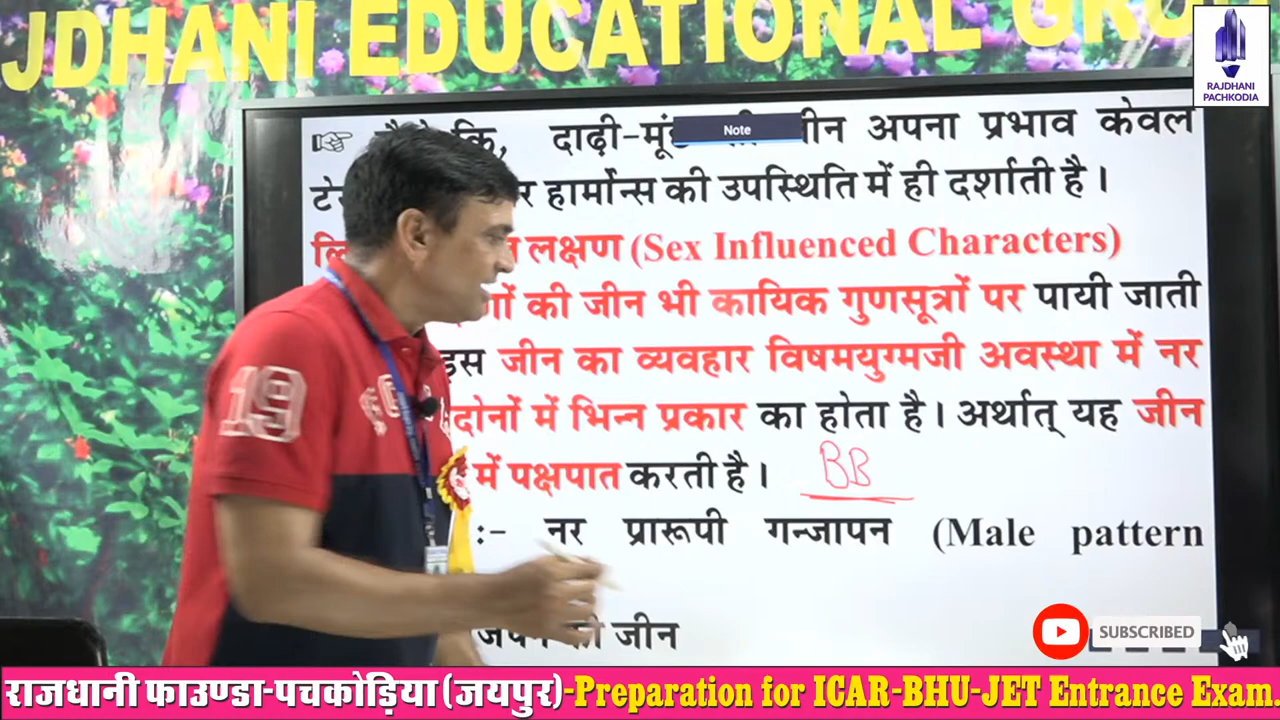 JDHANI EDUCATIONAL GRO
RAJDHANI
PACHKODIA
Note
कि, दाढ़ी-मूं जीन अपना प्रभाव केवल
हार्मोन्स की उपस्थिति में ही दर्शाती है।
लक्षण (Sex Influenced Characters)
की जीन भी कायिक गुणसूत्रों पर पायी जाती
इस जीन का व्यवहार विषमयुग्मजी अवस्था में नर
दोनों में भिन्न प्रकार का होता है। अर्थात् यह जीन
में पक्षपात करती है। BB
:- नर प्रारूपी गन्जापन (Male pattern
जीन
19
SUBSCRIBED
राजधानी फाउण्डा-पचकोड़िया (जयपुर)-Preparation for ICAR-BHU-JET Entrance Exam.